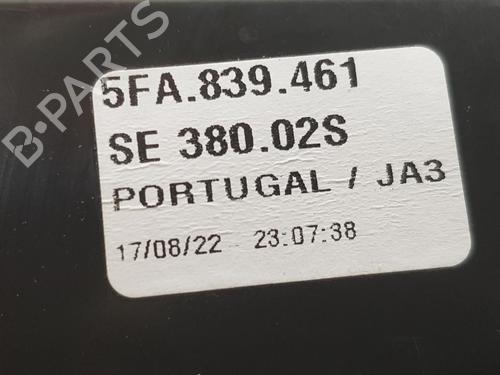 B-PARTS
5FA.839.461
SE 380.02S
PORTUGAL / JA3
17/08/22 23:07:38